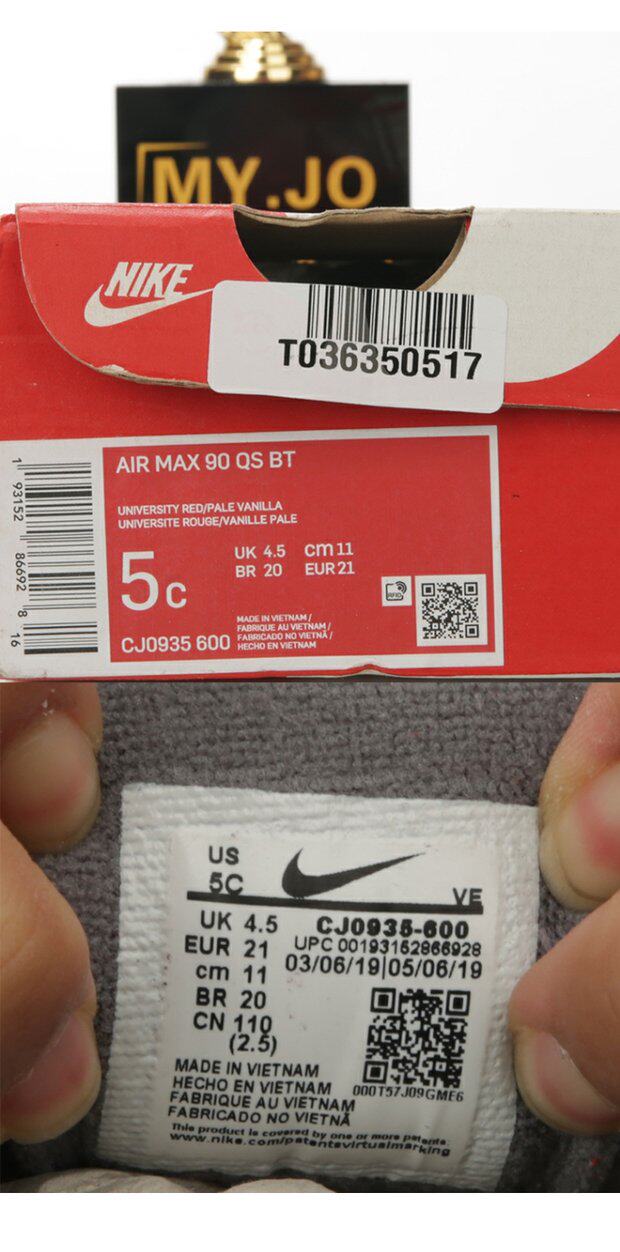 MY.JO
NIKE
T036350517
AIR MAX 90 QS BT
UNIVERSITY RED/PALE VANILLA
UNIVERSITE ROUGE/VANILLE PALE
5C
UK 4.5 cm 11
BR 20 EUR 21
RFID
CJ0935 600
MADE IN VIETNAM /
FABRIQUE AU VIETNAM /
FABRICADO NO VIETNÃ /
HECHO EN VIETNAM
1 93152 86692 8 16
US
5C
VE
UK 4.5
EUR 21
cm 11
BR 20
CN 110
(2.5)
CJ0935-600
UPC 00193152866928
03/06/19|05/06/19
000T57J09GME6
MADE IN VIETNAM
HECHO EN VIETNAM
FABRIQUE AU VIETNAM
FABRICADO NO VIETNÃ
This product is covered by one or more patents:
www.nike.com/patentsvirtualmarking